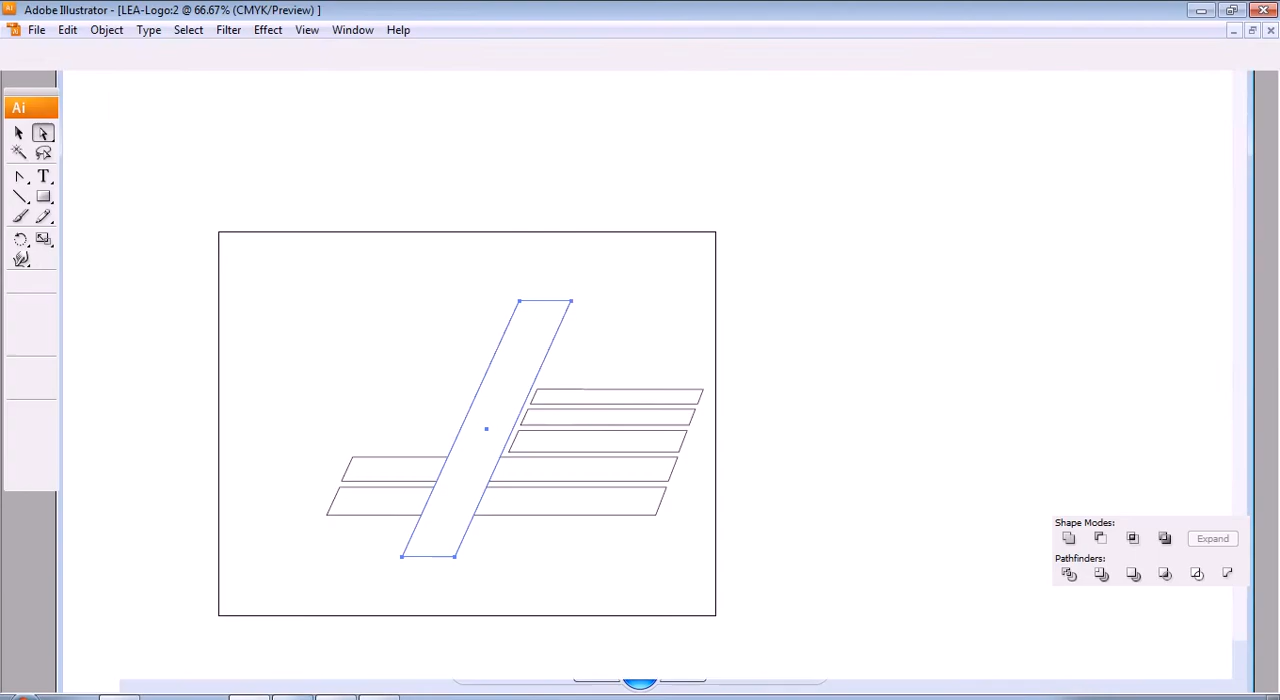 Adobe Illustrator - [LEA-Logo:2 @ 66.67% (CMYK/Preview) ]
File Edit Object Type Select Filter Effect View Window Help
Ai
Shape Modes:
Expand
Pathfinders: